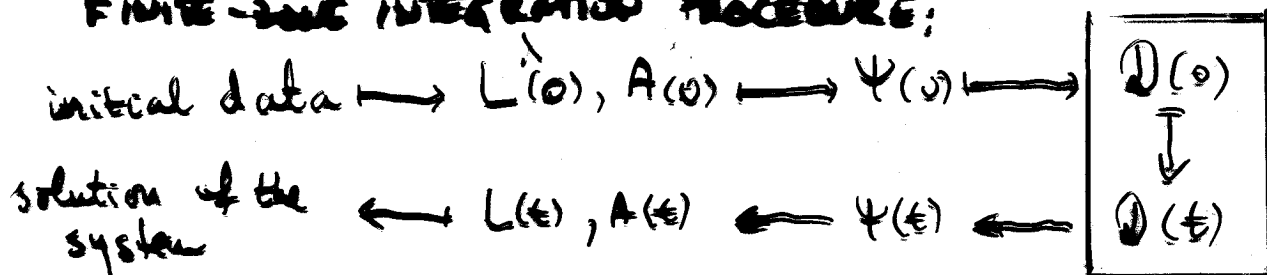 FINITE-ZONE INTEGRATION PROCEDURE:
initial data ⟼ L(0), A(0) ⟼ Ψ(0) ⟼ D(0)
↧
solution of the system ⟻ L(t), A(t) ⟵ Ψ(t) ⟵ D(t)